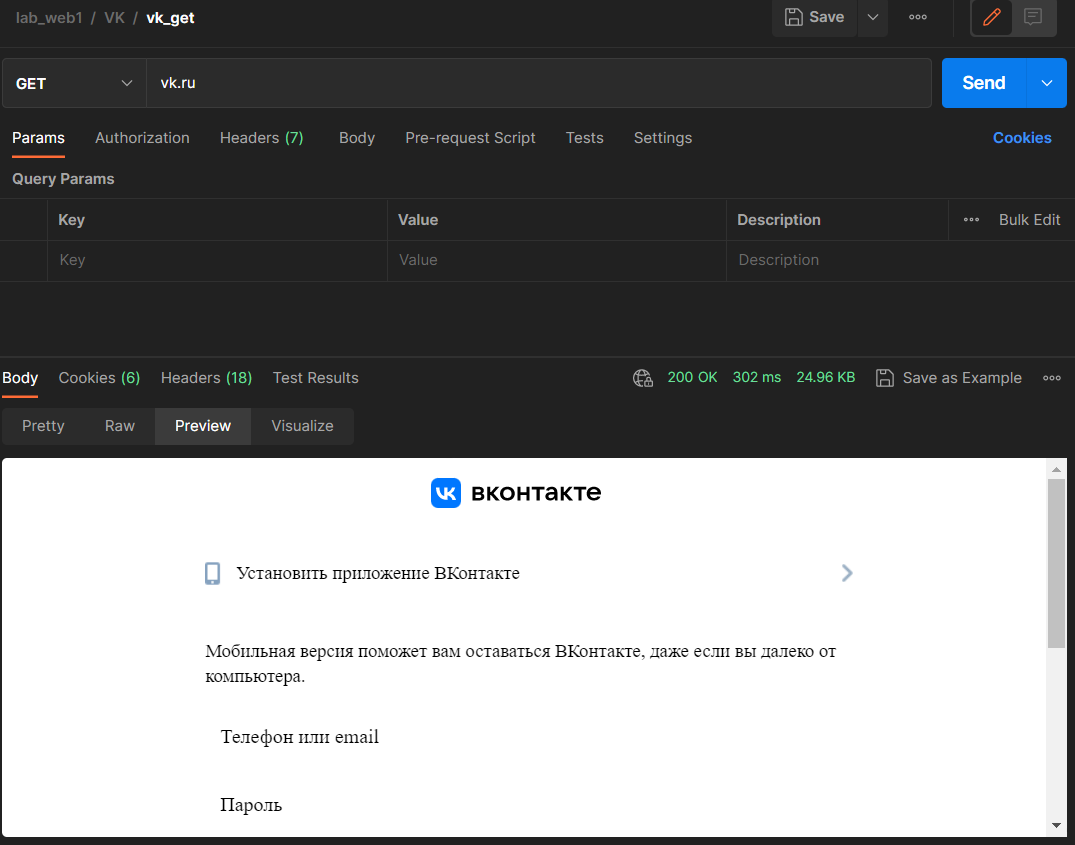 lab_web1 / VK / vk_get
Save
GET vk.ru Send
Params Authorization Headers (7) Body Pre-request Script Tests Settings Cookies
Query Params
Key Value Description Bulk Edit
Key Value Description
Body Cookies (6) Headers (18) Test Results 200 OK 302 ms 24.96 KB Save as Example
Pretty Raw Preview Visualize
вконтакте
Установить приложение ВКонтакте
Мобильная версия поможет вам оставаться ВКонтакте, даже если вы далеко от
компьютера.
Телефон или email
Пароль